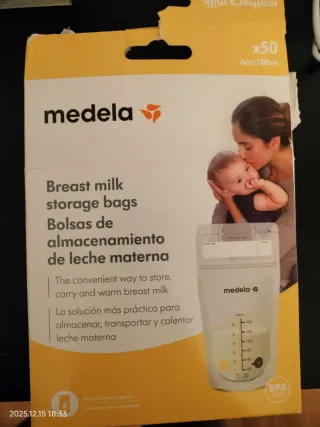 mother's milk
x50
6oz/180ml
medela
Breast milk
storage bags
Bolsas de
almacenamiento
de leche materna
The convenient way to store,
carry and warm breast milk
La solución más práctica para
almacenar, transportar y calentar
leche materna
medela
BPA
2025.12.15 18:33